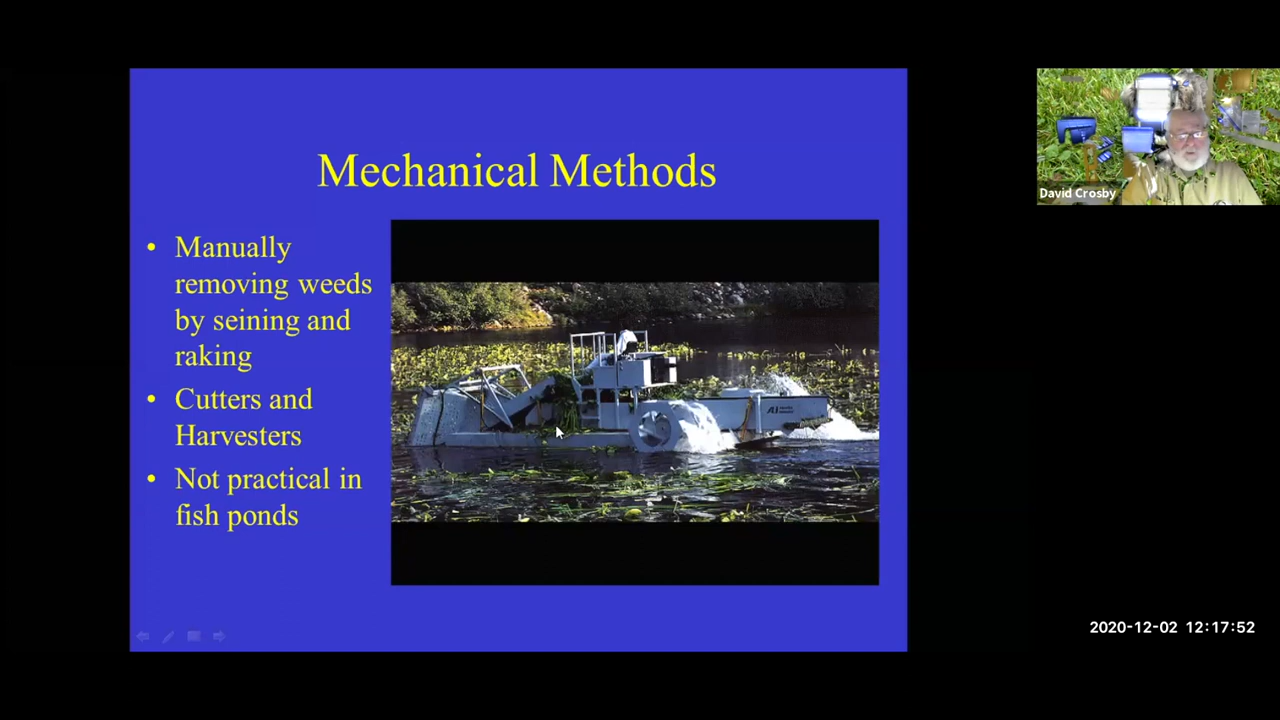 Mechanical Methods
• Manually
removing weeds
by seining and
raking
• Cutters and
Harvesters
• Not practical in
fish ponds
David Crosby
2020-12-02 12:17:52